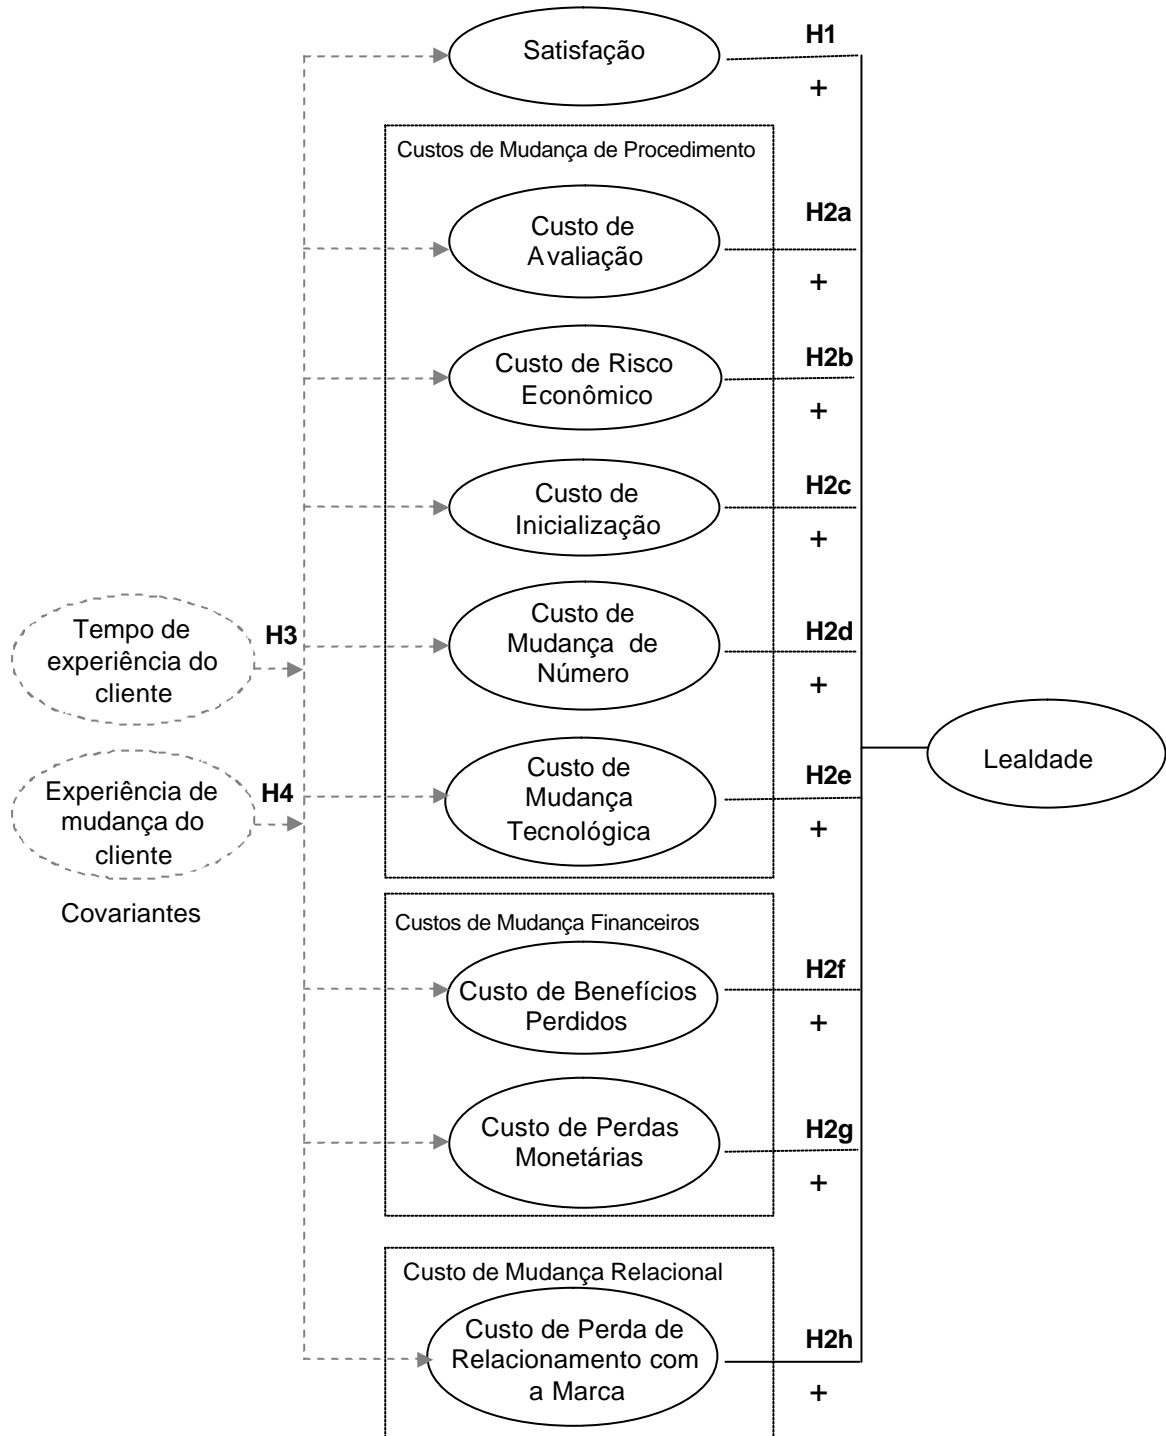 Satisfação
H1
+
Custos de Mudança de Procedimento
Custo de
Avaliação
H2a
+
Custo de Risco
Econômico
H2b
+
Custo de
Inicialização
H2c
+
Custo de
Mudança de
Número
H2d
+
Tempo de
experiência do
cliente
H3
Custo de
Mudança
Tecnológica
H2e
+
Experiência de
mudança do
cliente
H4
Covariantes
Lealdade
Custos de Mudança Financeiros
Custo de Benefícios
Perdidos
H2f
+
Custo de Perdas
Monetárias
H2g
+
Custo de Mudança Relacional
Custo de Perda de
Relacionamento com
a Marca
H2h
+